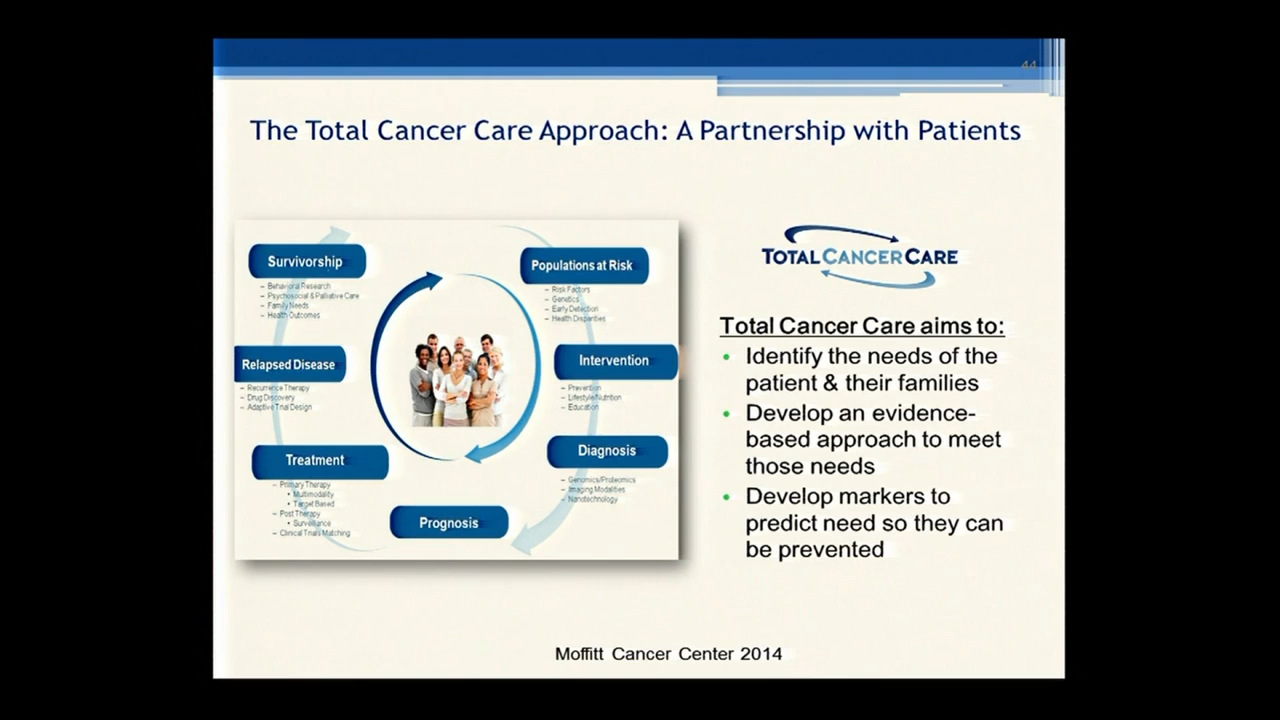 44
The Total Cancer Care Approach: A Partnership with Patients
Survivorship
– Behavioral Research
– Psychosocial & Palliative Care
– Family Needs
– Health Outcomes
Relapsed Disease
– Recurrence Therapy
– Drug Discovery
– Adaptive Trial Design
Treatment
– Primary Therapy
• Multimodality
• Target Based
– Post Therapy
• Surveillance
– Clinical Trials Matching
Prognosis
Populations at Risk
– Risk Factors
– Genetics
– Early Detection
– Health Disparities
Intervention
– Prevention
– Lifestyle/Nutrition
– Education
Diagnosis
– Genomics/Proteomics
– Imaging Modalities
– Nanotechnology
TOTAL CANCER CARE
Total Cancer Care aims to:
• Identify the needs of the
patient & their families
• Develop an evidence-
based approach to meet
those needs
• Develop markers to
predict need so they can
be prevented
Moffitt Cancer Center 2014